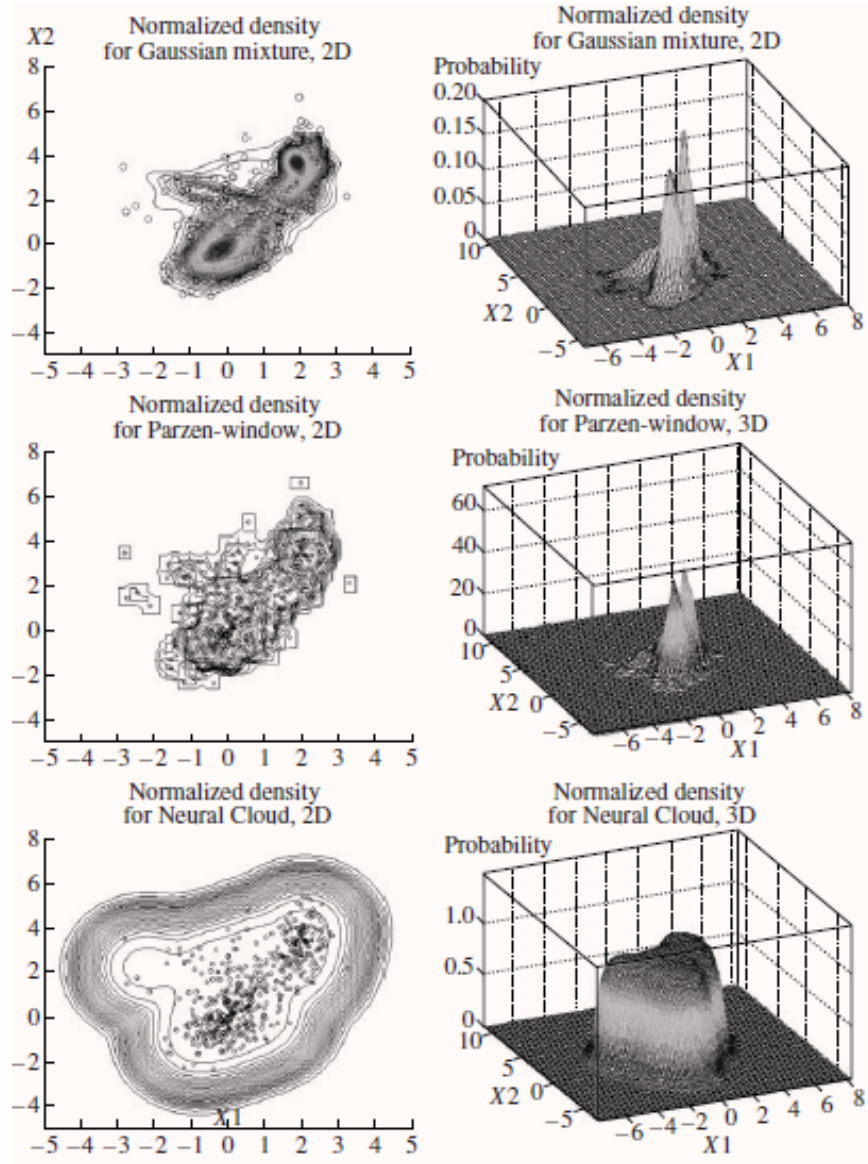 Normalized density
for Gaussian mixture, 2D
X2
8
6
4
2
0
−2
−4
−5 −4 −3 −2 −1 0 1 2 3 4 5
Normalized density
for Gaussian mixture, 2D
Probability
0.20
0.15
0.10
0.05
0
10
5
X2 0
−5
−6 −4 −2 0 2 4 6 8
X1
Normalized density
for Parzen-window, 2D
8
6
4
2
0
−2
−4
−5 −4 −3 −2 −1 0 1 2 3 4 5
Normalized density
for Parzen-window, 3D
Probability
60
40
20
0
10
5
X2 0
−5
−6 −4 −2 0 2 4 6 8
X1
Normalized density
for Neural Cloud, 2D
8
6
4
2
0
−2
−4
X1
−5 −4 −3 −2 −1 0 1 2 3 4 5
Normalized density
for Neural Cloud, 3D
Probability
1.0
0.5
0
10
5
X2 0
−5
−6 −4 −2 0 2 4 6 8
X1